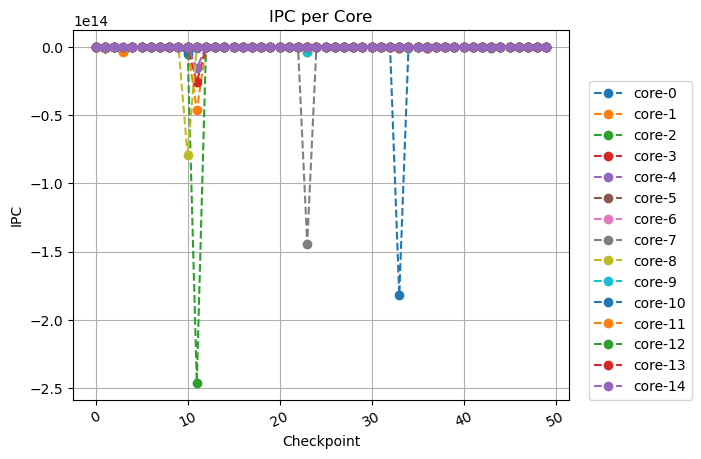 IPC per Core
1e14
0.0
−0.5
−1.0
−1.5
−2.0
−2.5
IPC
0
10
20
30
40
50
Checkpoint
core-0
core-1
core-2
core-3
core-4
core-5
core-6
core-7
core-8
core-9
core-10
core-11
core-12
core-13
core-14